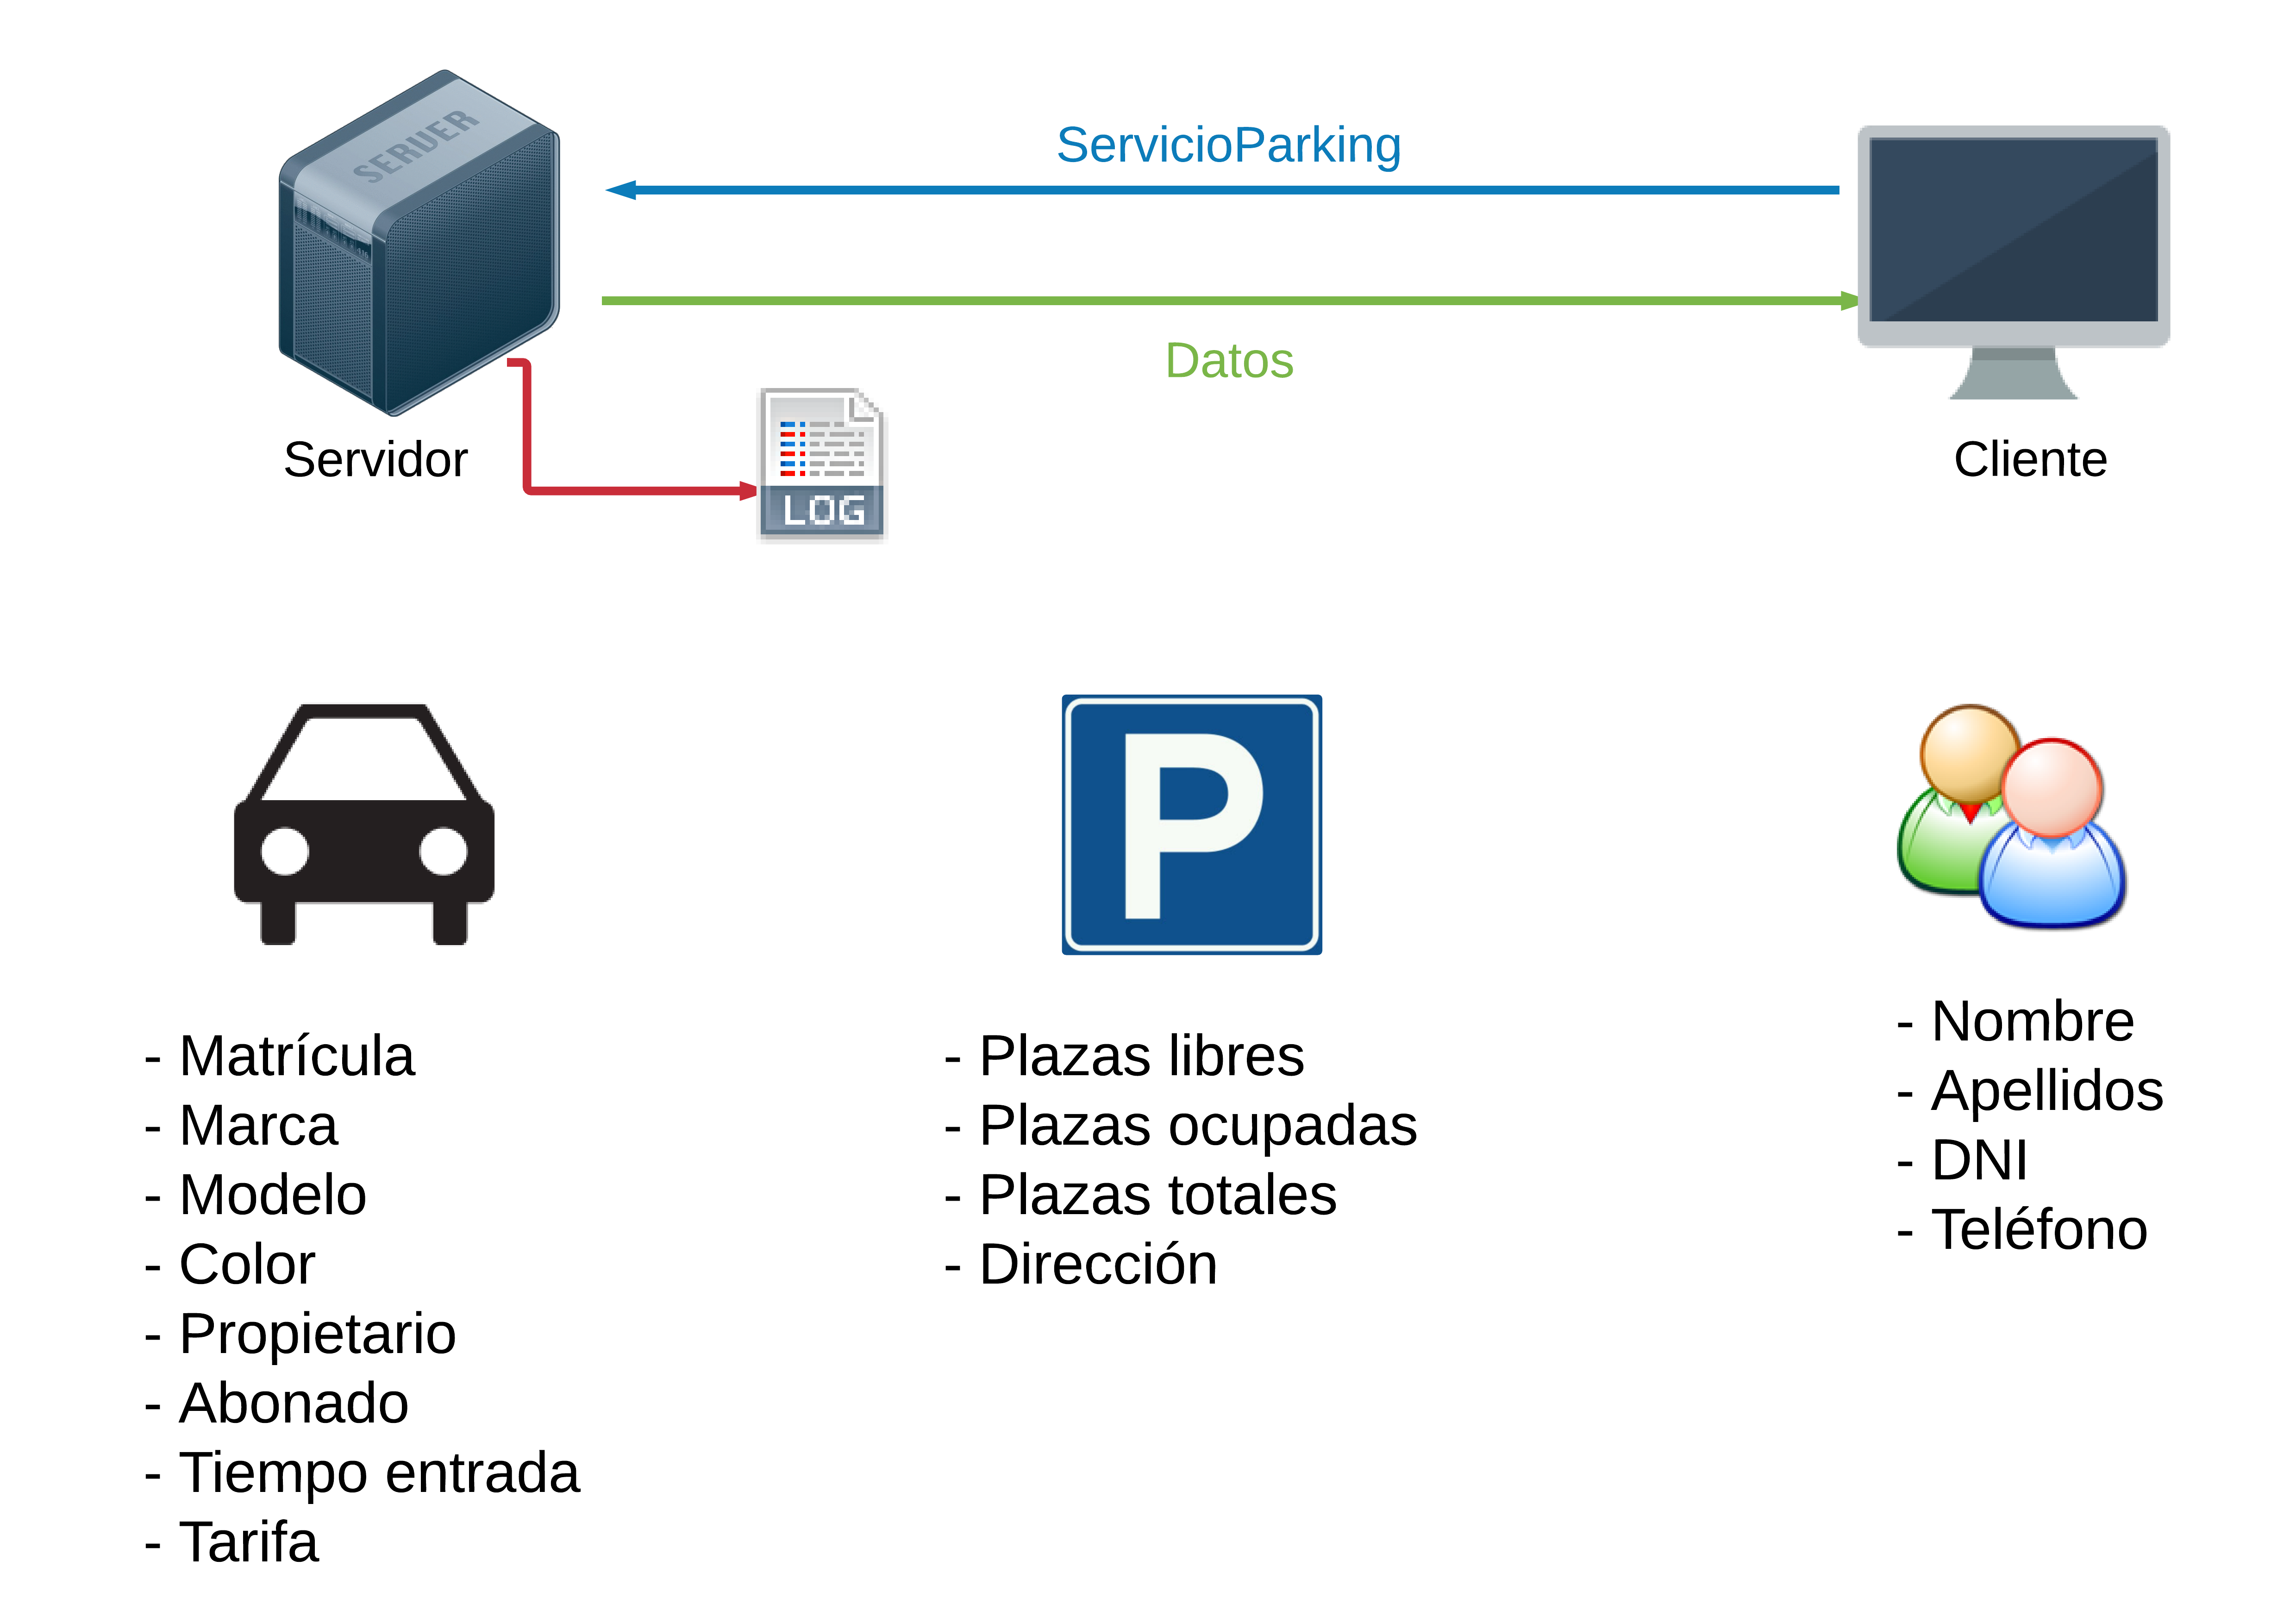 SERVER
ServicioParking
Datos
LOG
Servidor
Cliente
P
- Matrícula
- Marca
- Modelo
- Color
- Propietario
- Abonado
- Tiempo entrada
- Tarifa
- Plazas libres
- Plazas ocupadas
- Plazas totales
- Dirección
- Nombre
- Apellidos
- DNI
- Teléfono